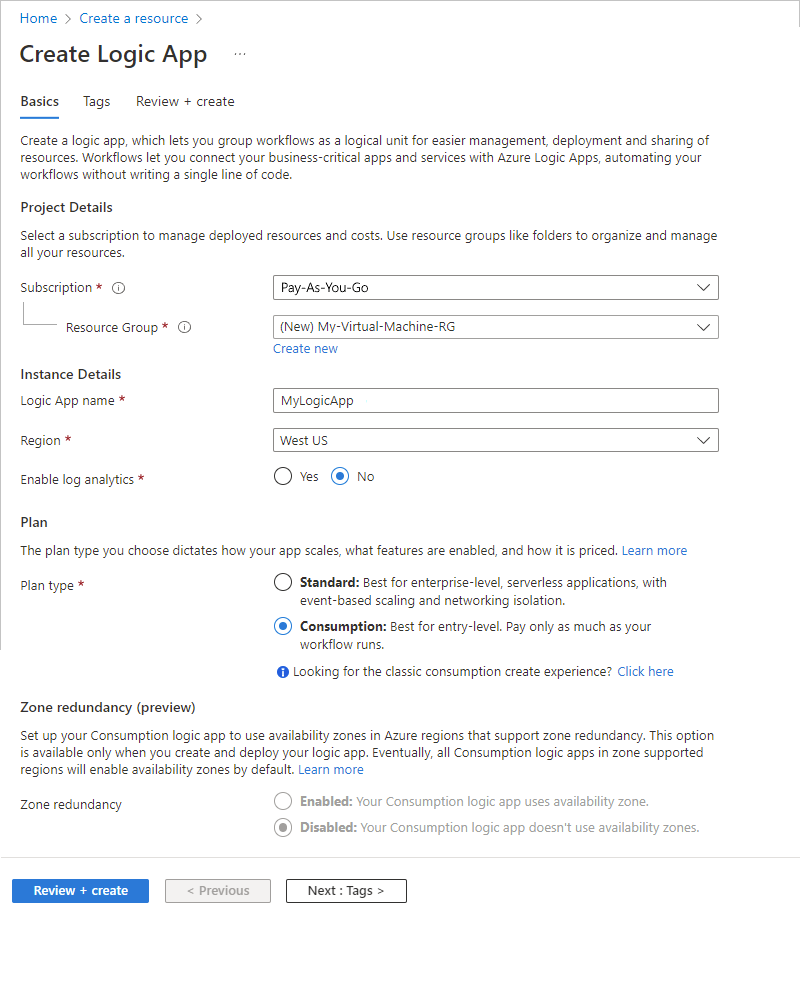 Home > Create a resource >
Create Logic App ...
Basics Tags Review + create
Create a logic app, which lets you group workflows as a logical unit for easier management, deployment and sharing of
resources. Workflows let you connect your business-critical apps and services with Azure Logic Apps, automating your
workflows without writing a single line of code.
Project Details
Select a subscription to manage deployed resources and costs. Use resource groups like folders to organize and manage
all your resources.
Subscription * Pay-As-You-Go
Resource Group * (New) My-Virtual-Machine-RG
Create new
Instance Details
Logic App name * MyLogicApp
Region * West US
Enable log analytics * Yes No
Plan
The plan type you choose dictates how your app scales, what features are enabled, and how it is priced. Learn more
Plan type * Standard: Best for enterprise-level, serverless applications, with
event-based scaling and networking isolation.
Consumption: Best for entry-level. Pay only as much as your
workflow runs.
Looking for the classic consumption create experience? Click here
Zone redundancy (preview)
Set up your Consumption logic app to use availability zones in Azure regions that support zone redundancy. This option
is available only when you create and deploy your logic app. Eventually, all Consumption logic apps in zone supported
regions will enable availability zones by default. Learn more
Zone redundancy Enabled: Your Consumption logic app uses availability zone.
Disabled: Your Consumption logic app doesn't use availability zones.
Review + create < Previous Next : Tags >